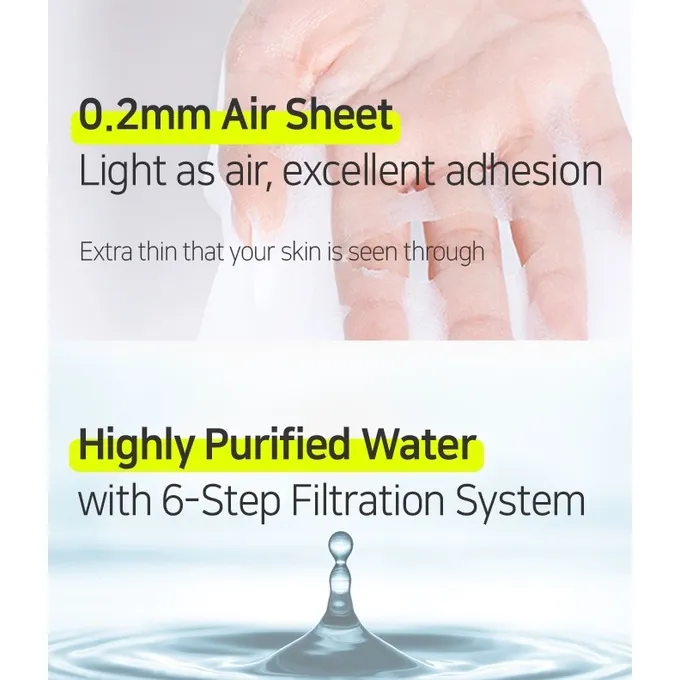 0.2mm Air Sheet
Light as air, excellent adhesion
Extra thin that your skin is seen through
Highly Purified Water
with 6-Step Filtration System